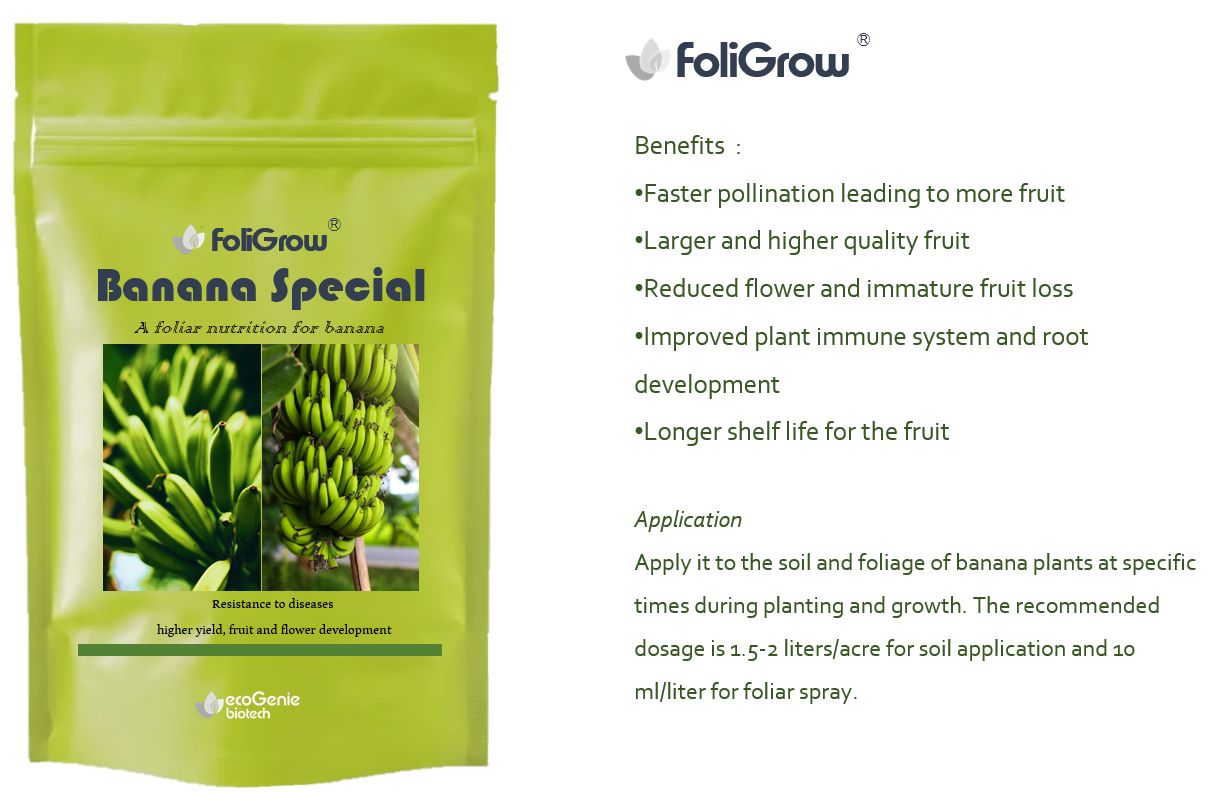 FoliGrow®
Banana Special
A foliar nutrition for banana
Resistance to diseases
higher yield, fruit and flower development
ecoGenie
biotech
FoliGrow®
Benefits :
•Faster pollination leading to more fruit
•Larger and higher quality fruit
•Reduced flower and immature fruit loss
•Improved plant immune system and root
development
•Longer shelf life for the fruit
Application
Apply it to the soil and foliage of banana plants at specific
times during planting and growth. The recommended
dosage is 1.5-2 liters/acre for soil application and 10
ml/liter for foliar spray.